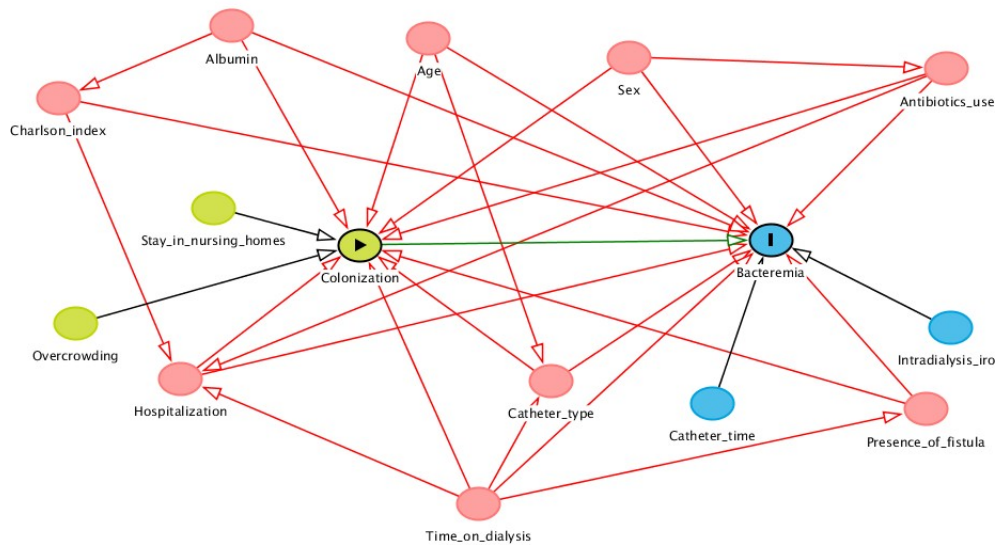 Albumin
Age
Sex
Antibiotics_use
Charlson_index
Stay_in_nursing_homes
Colonization
Bacteremia
Overcrowding
Intradialysis_iro
Hospitalization
Catheter_type
Catheter_time
Presence_of_fistula
Time_on_dialysis